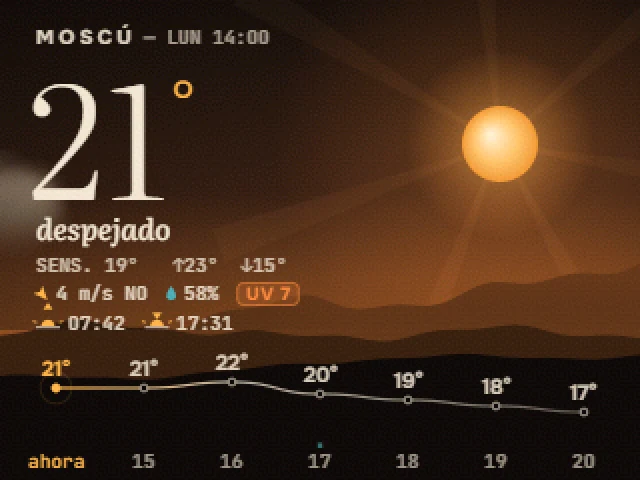 MOSCÚ — LUN 14:00
21°
despejado
SENS. 19° ↑23° ↓15°
4 m/s NO 58% UV 7
07:42 17:31
21° 21° 22° 20° 19° 18° 17°
ahora 15 16 17 18 19 20